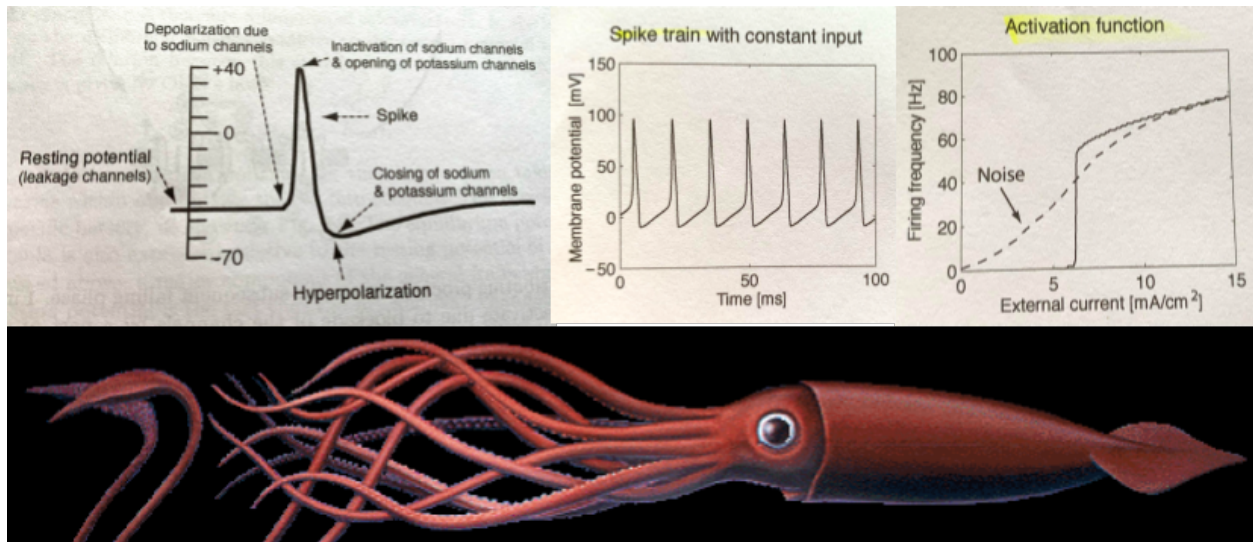 Depolarization due
to sodium channels
Inactivation of sodium channels
& opening of potassium channels
+40
Spike
0
Resting potential
(leakage channels)
Closing of sodium
& potassium channels
-70
Hyperpolarization
Spike train with constant input
Membrane potential [mV]
150
100
50
0
-50
0
50
100
Time [ms]
Activation function
Firing frequency [Hz]
100
80
60
40
20
0
Noise
0
5
10
15
External current [mA/cm²]